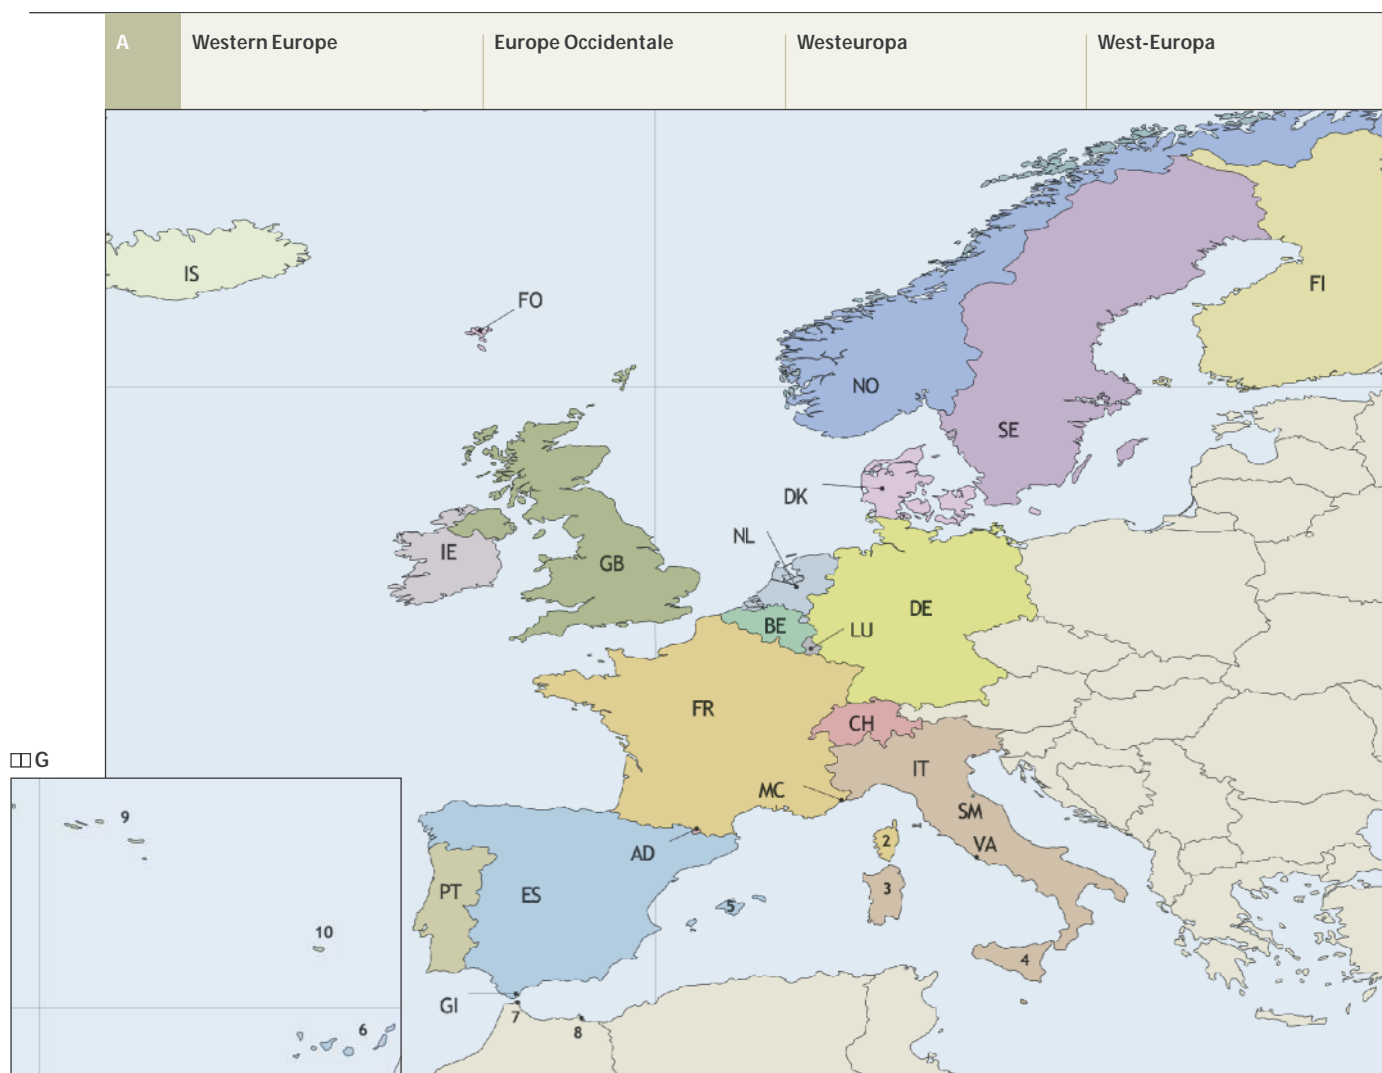 A Western Europe Europe Occidentale Westeuropa West-Europa
IS
FO
FI
NO
SE
DK
NL
IE
GB
DE
BE
LU
FR
CH
G
IT
MC
SM
9
2
VA
AD
3
PT
ES
5
10
4
GI
7
6
8